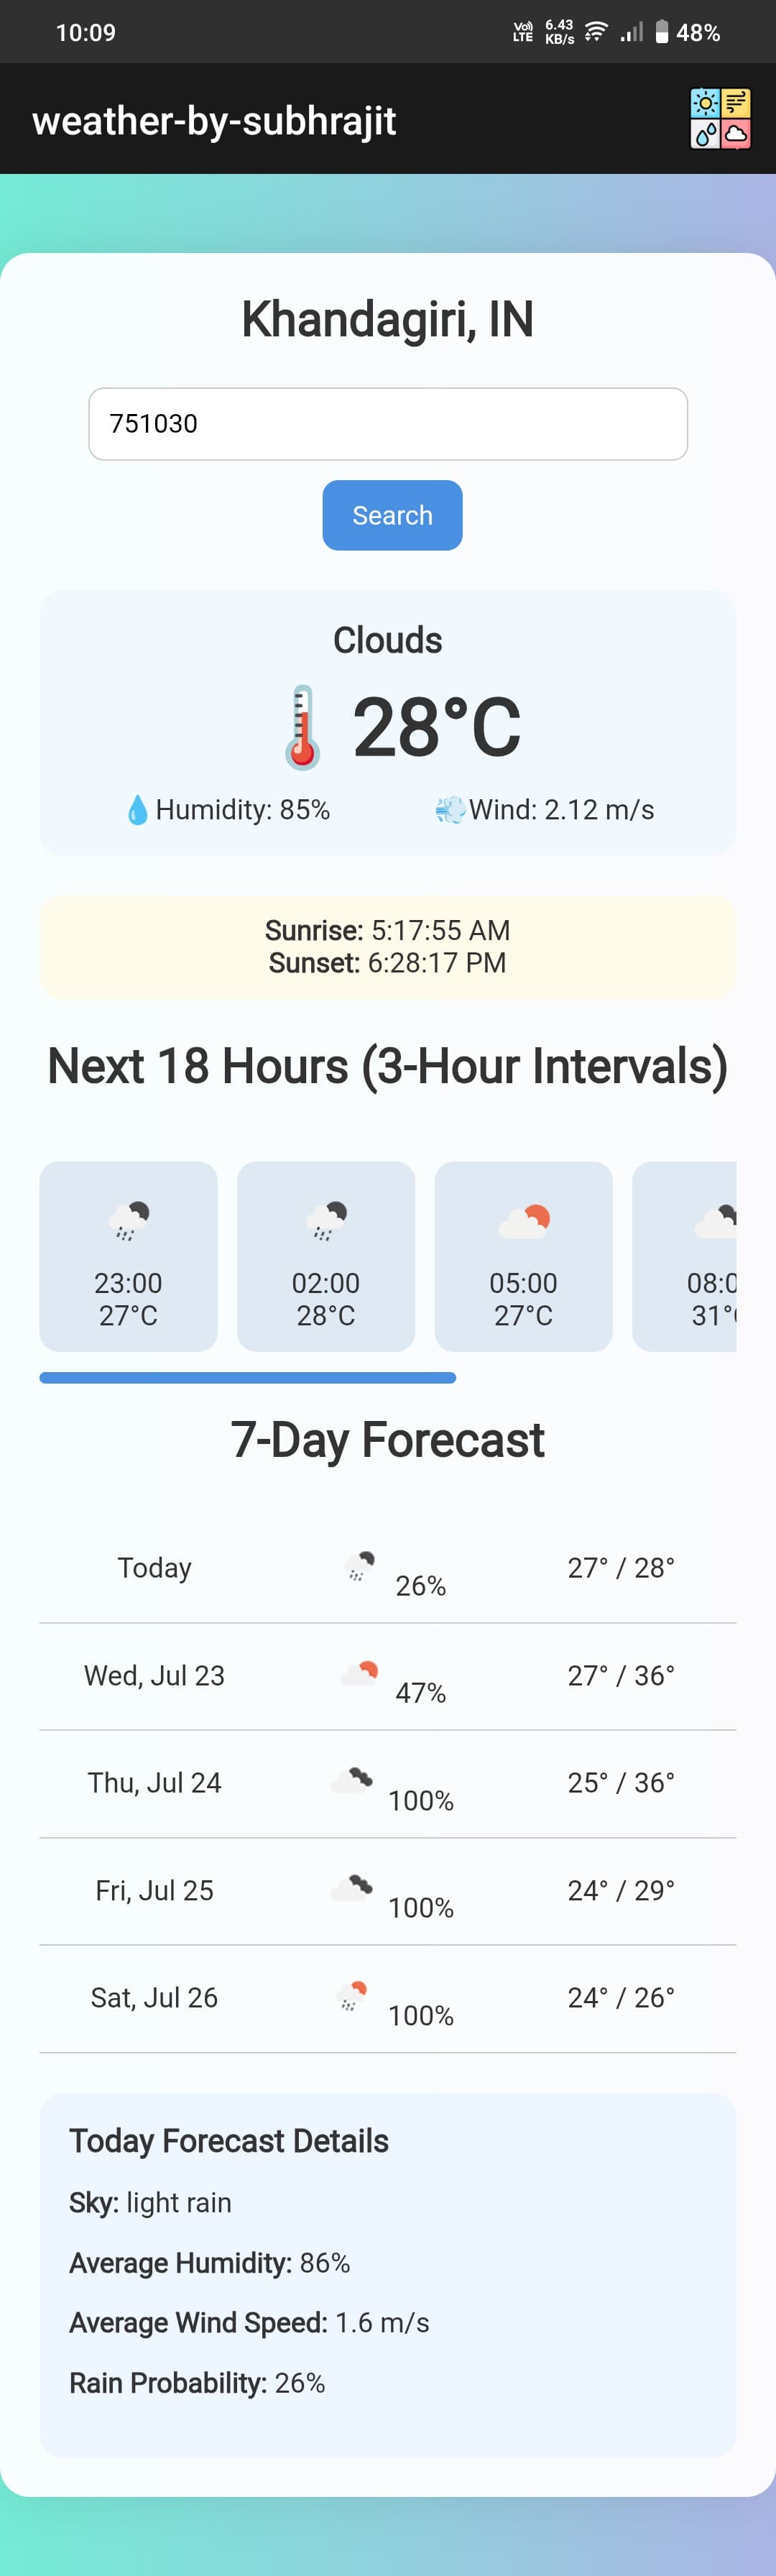 10:09
Vo) LTE 6.43 KB/s 48%
weather-by-subhrajit
Khandagiri, IN
751030
Search
Clouds
28°C
Humidity: 85% Wind: 2.12 m/s
Sunrise: 5:17:55 AM
Sunset: 6:28:17 PM
Next 18 Hours (3-Hour Intervals)
23:00 02:00 05:00 08:0
27°C 28°C 27°C 31°
7-Day Forecast
Today 26% 27° / 28°
Wed, Jul 23 47% 27° / 36°
Thu, Jul 24 100% 25° / 36°
Fri, Jul 25 100% 24° / 29°
Sat, Jul 26 100% 24° / 26°
Today Forecast Details
Sky: light rain
Average Humidity: 86%
Average Wind Speed: 1.6 m/s
Rain Probability: 26%